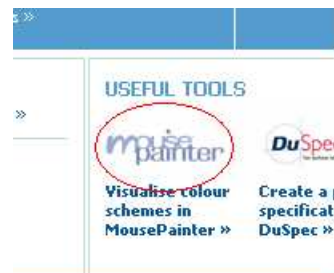 »
»
USEFUL TOOLS
mouse
painter
DuSpec
Visualise colour
schemes in
MousePainter »
Create a
specificat
DuSpec »